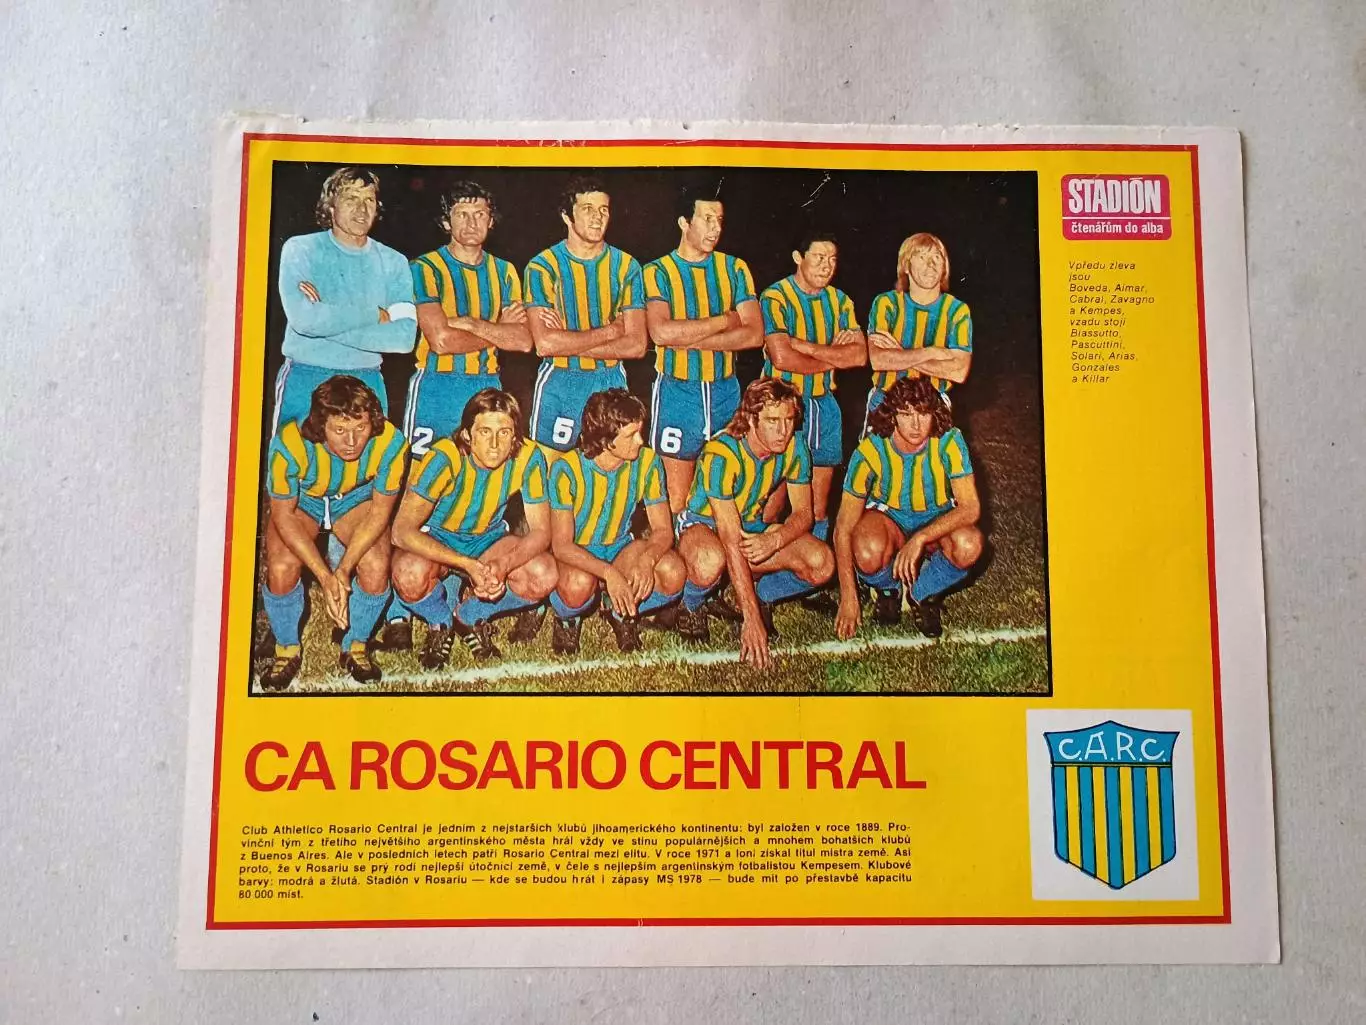 STADIÓN
čtenářům do alba
Vpředu zleva
jsou
Boveda, Aimar,
Cabral, Zavagno
a Kempes,
vzadu stojí
Biassutto,
Pascuttini,
Solari, Arias,
Gonzales
a Killar
2
5
6
CA ROSARIO CENTRAL
C.A.R.C.
Club Athletico Rosario Central je jedním z nejstarších klubů jihoamerického kontinentu: byl založen v roce 1889. Pro-
vinční tým z třetího největšího argentinského města hrál vždy ve stínu populárnějších a mnohem bohatších klubů
z Buenos Aires. Ale v posledních letech patří Rosario Central mezi elitu. V roce 1971 a loni získal titul mistra země. Asi
proto, že v Rosariu se prý rodí nejlepší útočníci země, v čele s nejlepším argentinským fotbalistou Kempesem. Klubové
barvy: modrá a žlutá. Stadión v Rosariu — kde se budou hrát i zápasy MS 1978 — bude mít po přestavbě kapacitu
80 000 míst.